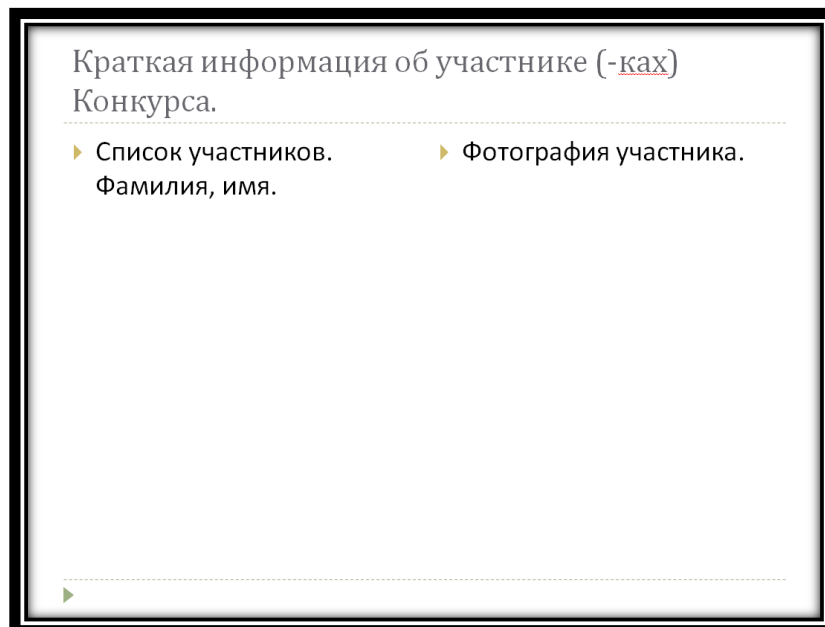 Краткая информация об участнике (-ках)
Конкурса.
Список участников.
Фамилия, имя.
Фотография участника.